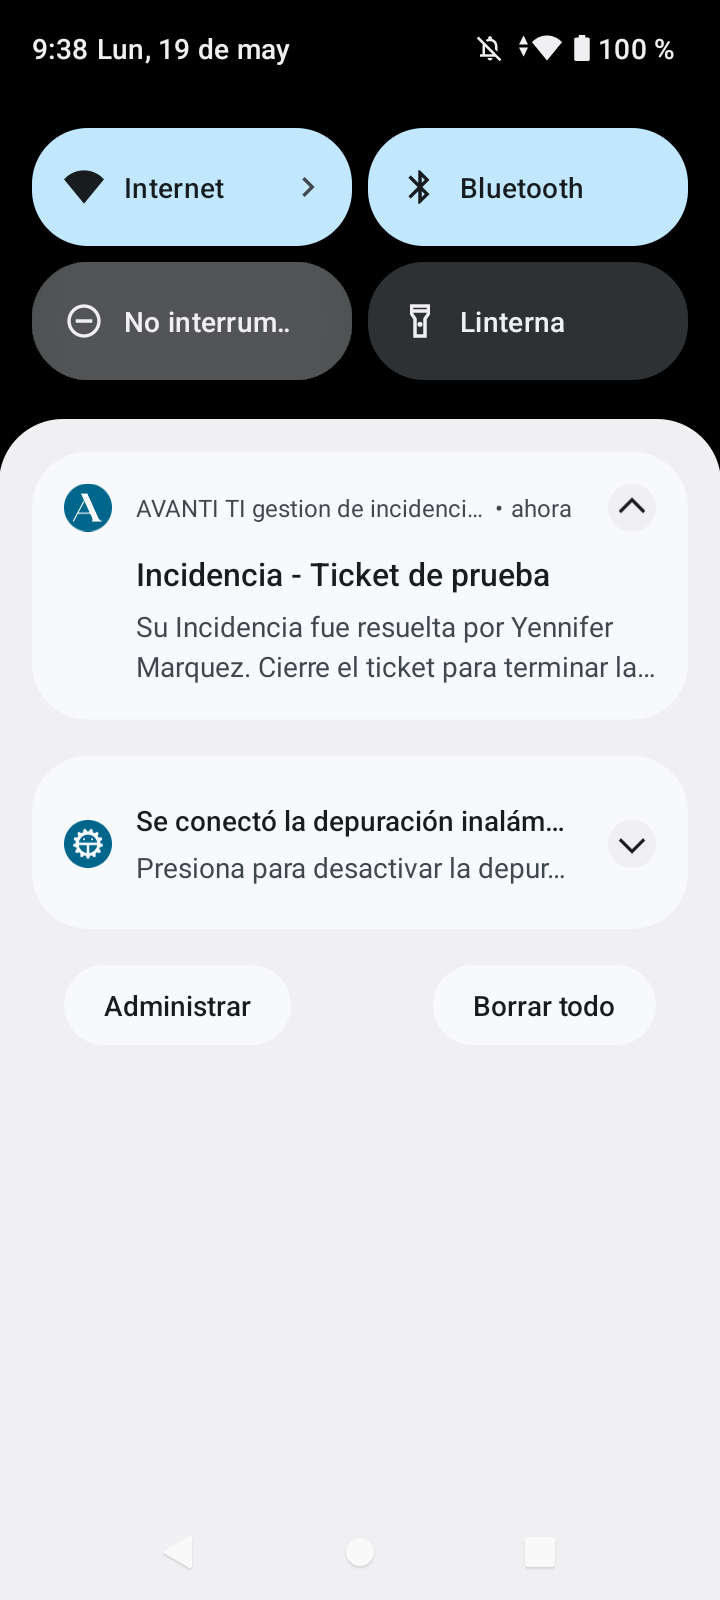 9:38 Lun, 19 de may
100 %
Internet
Bluetooth
No interrum..
Linterna
AVANTI TI gestion de incidenci… • ahora
Incidencia - Ticket de prueba
Su Incidencia fue resuelta por Yennifer
Marquez. Cierre el ticket para terminar la…
Se conectó la depuración inalám…
Presiona para desactivar la depur…
Administrar
Borrar todo